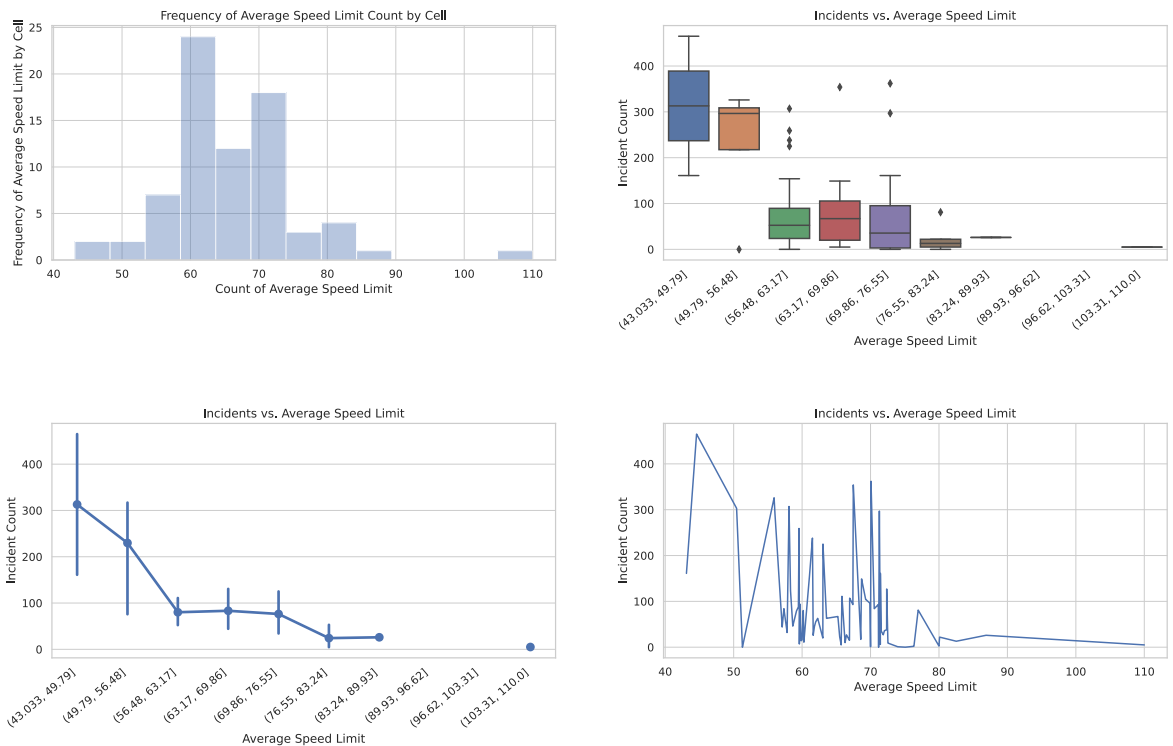 Frequency of Average Speed Limit Count by Cell
Frequency of Average Speed Limit by Cell
25
20
15
10
5
0
40 50 60 70 80 90 100 110
Count of Average Speed Limit
Incidents vs. Average Speed Limit
Incident Count
400
300
200
100
0
(43.033, 49.79]
(49.79, 56.48]
(56.48, 63.17]
(63.17, 69.86]
(69.86, 76.55]
(76.55, 83.24]
(83.24, 89.93]
(89.93, 96.62]
(96.62, 103.31]
(103.31, 110.0]
Average Speed Limit
Incidents vs. Average Speed Limit
Incident Count
400
300
200
100
0
(43.033, 49.79]
(49.79, 56.48]
(56.48, 63.17]
(63.17, 69.86]
(69.86, 76.55]
(76.55, 83.24]
(83.24, 89.93]
(89.93, 96.62]
(96.62, 103.31]
(103.31, 110.0]
Average Speed Limit
Incidents vs. Average Speed Limit
Incident Count
400
300
200
100
0
40 50 60 70 80 90 100 110
Average Speed Limit